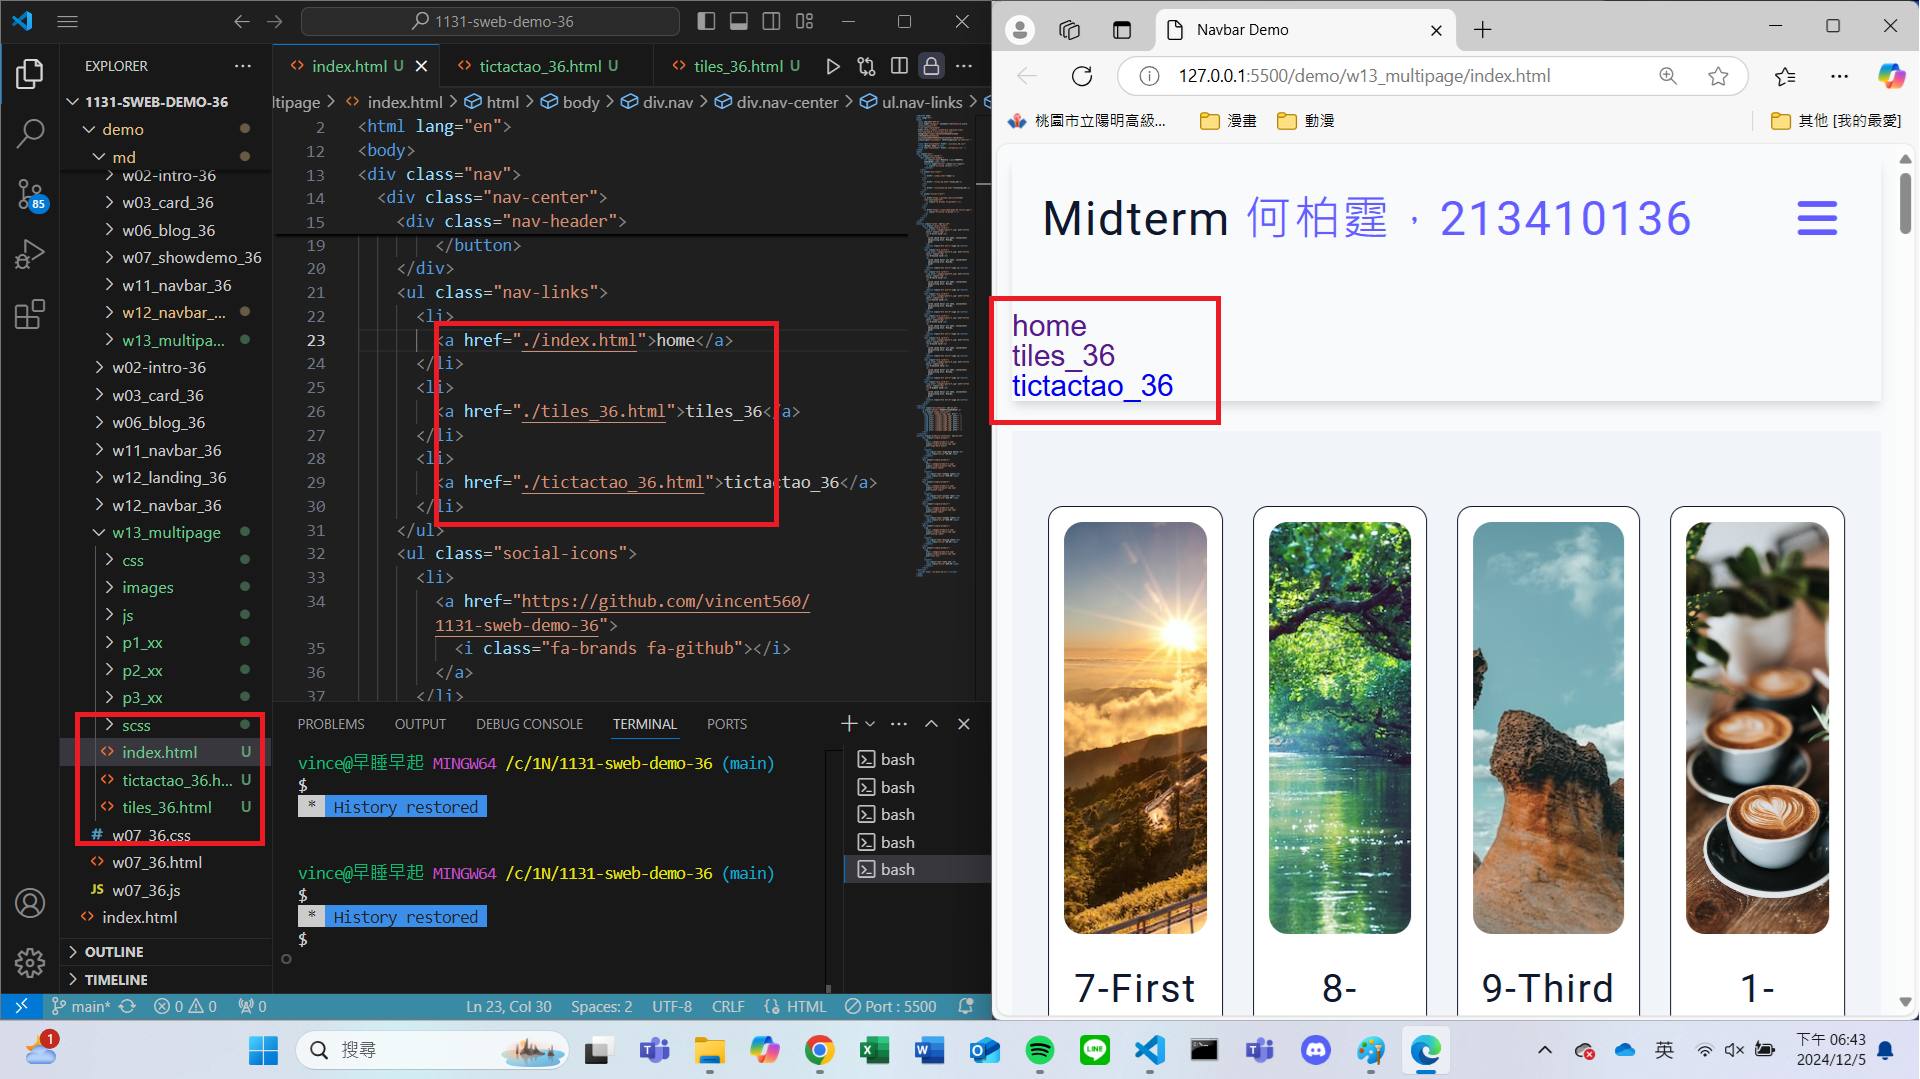 1131-sweb-demo-36
EXPLORER
1131-SWEB-DEMO-36
demo
md
w02-intro-36
w03_card_36
w06_blog_36
w07_showdemo_36
w11_navbar_36
w12_navbar_...
w13_multipa...
w02-intro-36
w03_card_36
w06_blog_36
w11_navbar_36
w12_landing_36
w12_navbar_36
w13_multipage
css
images
js
p1_xx
p2_xx
p3_xx
scss
index.html U
tictactao_36.h... U
tiles_36.html U
# w07_36.css
w07_36.html
JS w07_36.js
index.html
OUTLINE
TIMELINE
85
index.html U
tictactao_36.html U
tiles_36.html U
ltipage > index.html > html > body > div.nav > div.nav-center > ul.nav-links >
2 <html lang="en">
12 <body>
13 <div class="nav">
14 <div class="nav-center">
15 <div class="nav-header">
19 </button>
20 </div>
21 <ul class="nav-links">
22 <li>
23 <a href="./index.html">home</a>
24 </li>
25 <li>
26 <a href="./tiles_36.html">tiles_36</a>
27 </li>
28 <li>
29 <a href="./tictactao_36.html">tictactao_36</a>
30 </li>
31 </ul>
32 <ul class="social-icons">
33 <li>
34 <a href="https://github.com/vincent560/
1131-sweb-demo-36">
35 <i class="fa-brands fa-github"></i>
36 </a>
37 </li>
PROBLEMS OUTPUT DEBUG CONSOLE TERMINAL PORTS
vince@早睡早起 MINGW64 /c/1N/1131-sweb-demo-36 (main)
$
* History restored
vince@早睡早起 MINGW64 /c/1N/1131-sweb-demo-36 (main)
$
* History restored
$
bash
bash
bash
bash
bash
main* 0 0 0 Ln 23, Col 30 Spaces: 2 UTF-8 CRLF HTML Port : 5500
Navbar Demo
127.0.0.1:5500/demo/w13_multipage/index.html
桃園市立陽明高級... 漫畫 動漫 其他 [我的最愛]
Midterm 何柏霆，213410136
home
tiles_36
tictactao_36
7-First
8-
9-Third
1-
1
搜尋
英
下午 06:43
2024/12/5